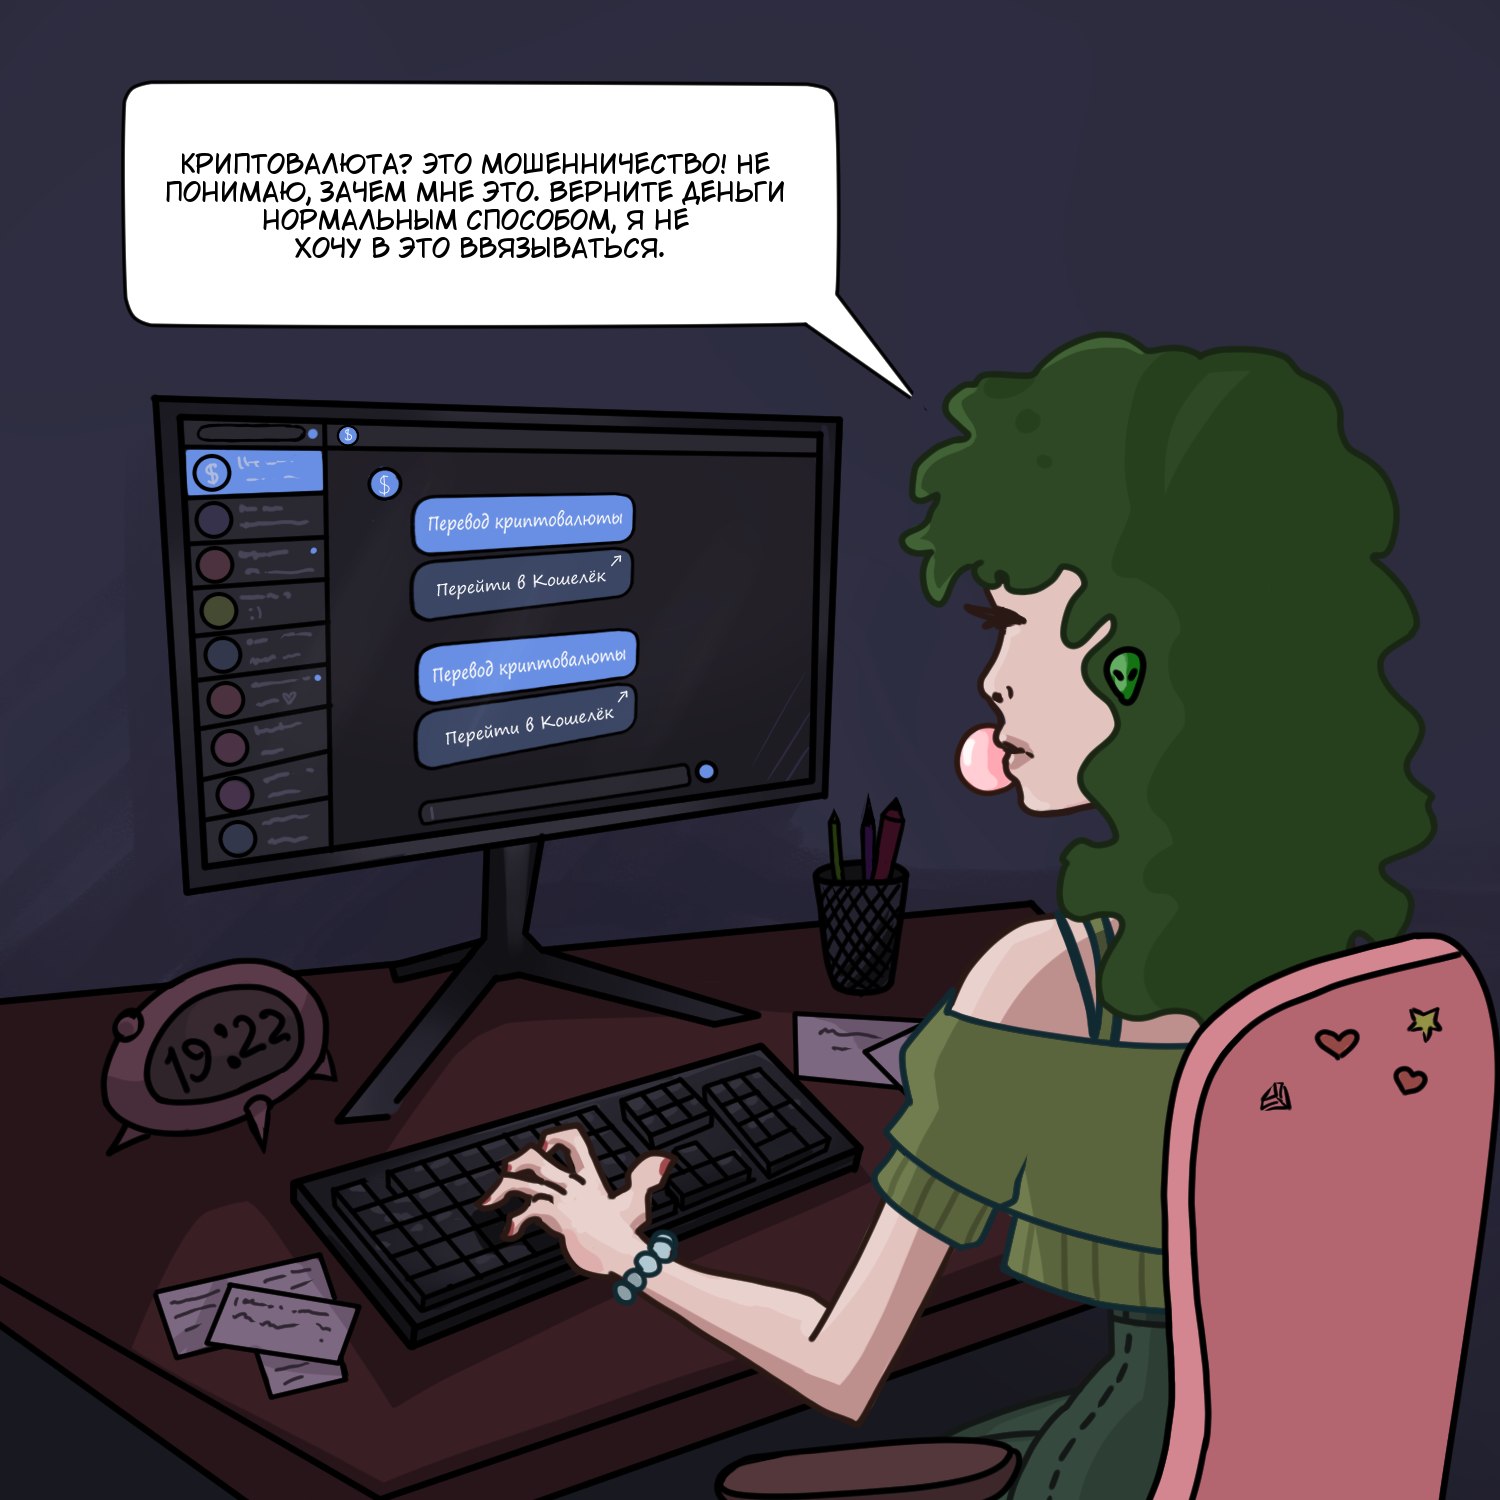 КРИПТОВАЛЮТА? ЭТО МОШЕННИЧЕСТВО! НЕ
ПОНИМАЮ, ЗАЧЕМ МНЕ ЭТО. ВЕРНИТЕ ДЕНЬГИ
НОРМАЛЬНЫМ СПОСОБОМ, Я НЕ
ХОЧУ В ЭТО ВВЯЗЫВАТЬСЯ.
$
$
$
Перевод криптовалюты
Перейти в Кошелёк
:)
Перевод криптовалюты
Перейти в Кошелёк
19:22